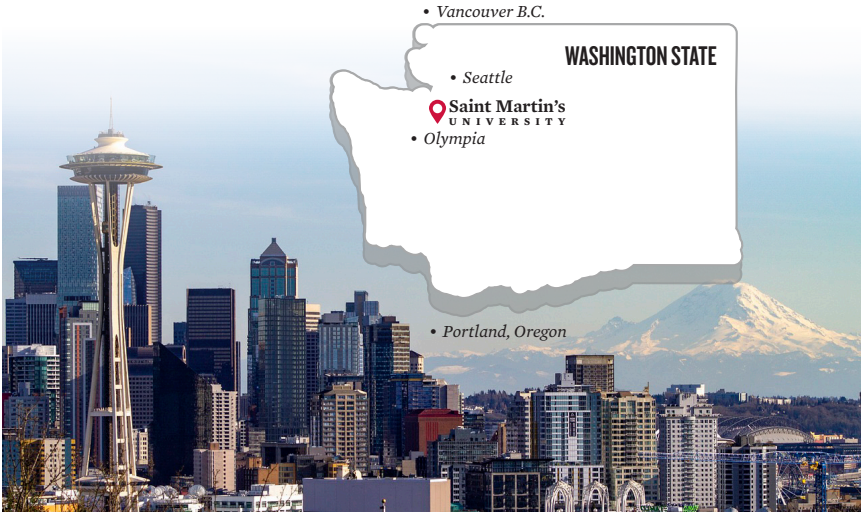 • Vancouver B.C.
WASHINGTON STATE
• Seattle
Saint Martin's
UNIVERSITY
• Olympia
• Portland, Oregon